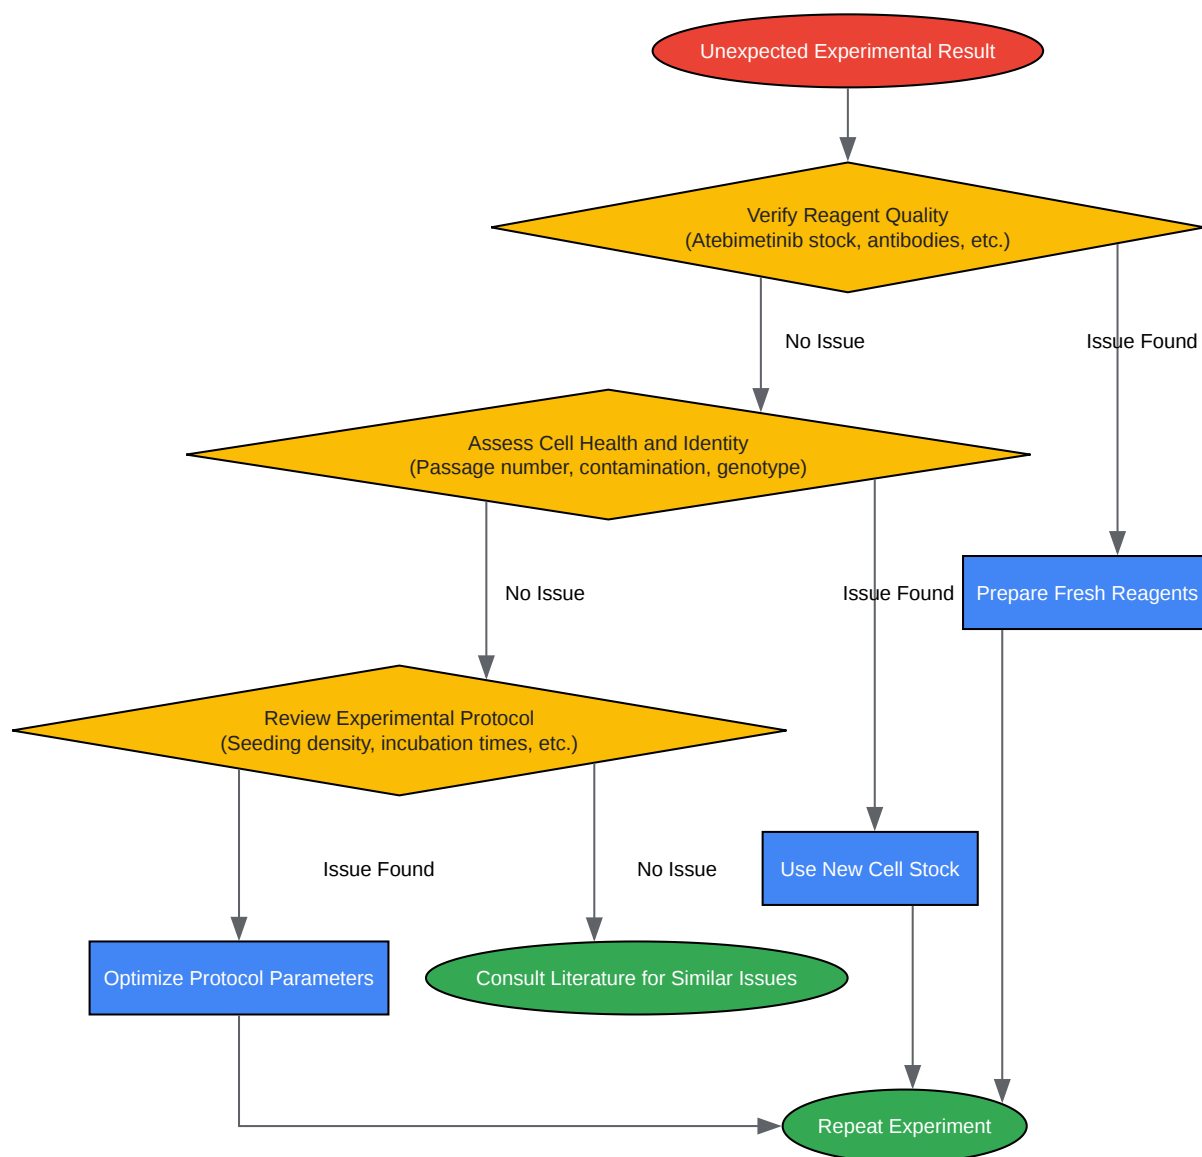 Unexpected Experimental Result
Verify Reagent Quality
(Atebimetinib stock, antibodies, etc.)
No Issue
Issue Found
Assess Cell Health and Identity
(Passage number, contamination, genotype)
No Issue
Issue Found
Prepare Fresh Reagents
Review Experimental Protocol
(Seeding density, incubation times, etc.)
Issue Found
No Issue
Use New Cell Stock
Optimize Protocol Parameters
Consult Literature for Similar Issues
Repeat Experiment